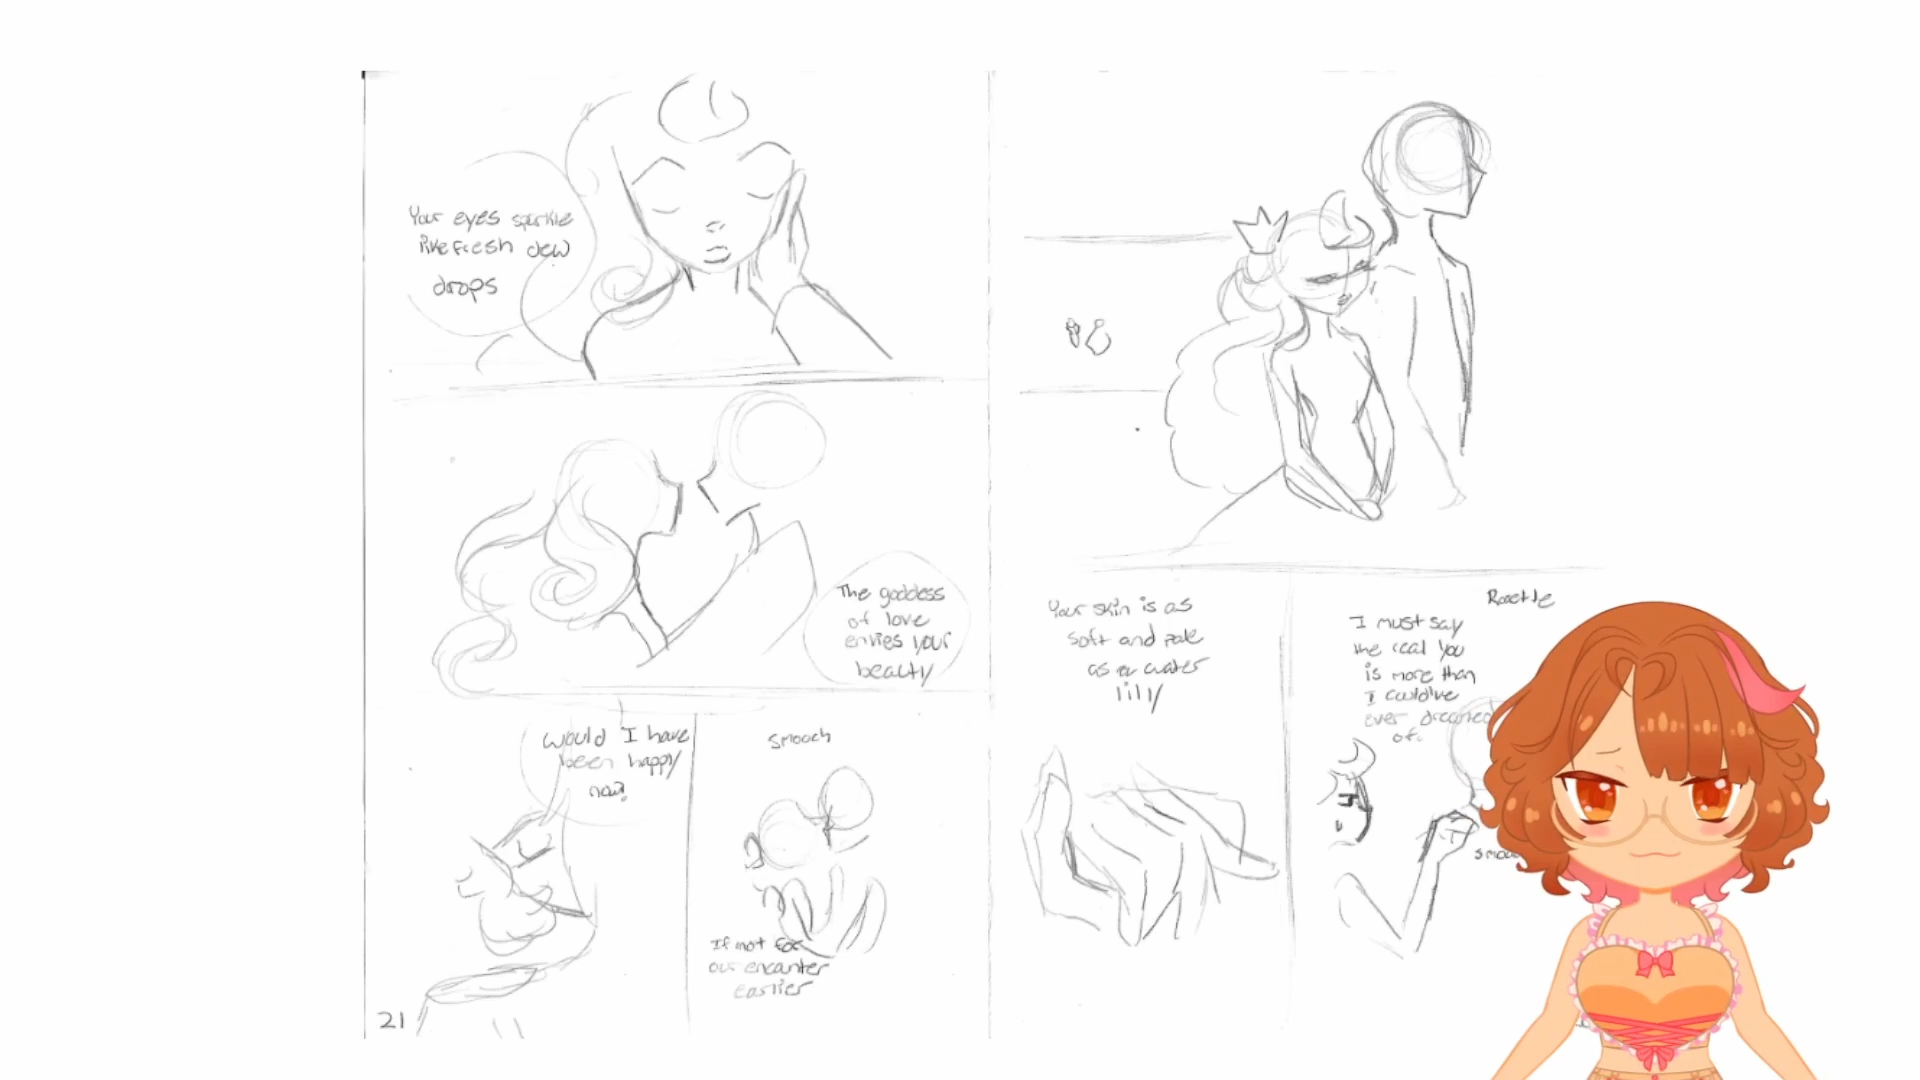 Your eyes sparkle
like fresh dew
drops
The goddess
of love
envies your
beauty
would I have
been happy
now?
smooch
If not for
our encanter
earlier
21
Your skin is as
soft and pale
as a water
lilly
Rosette
I must say
the real you
is more than
I could've
ever dreamed
of.